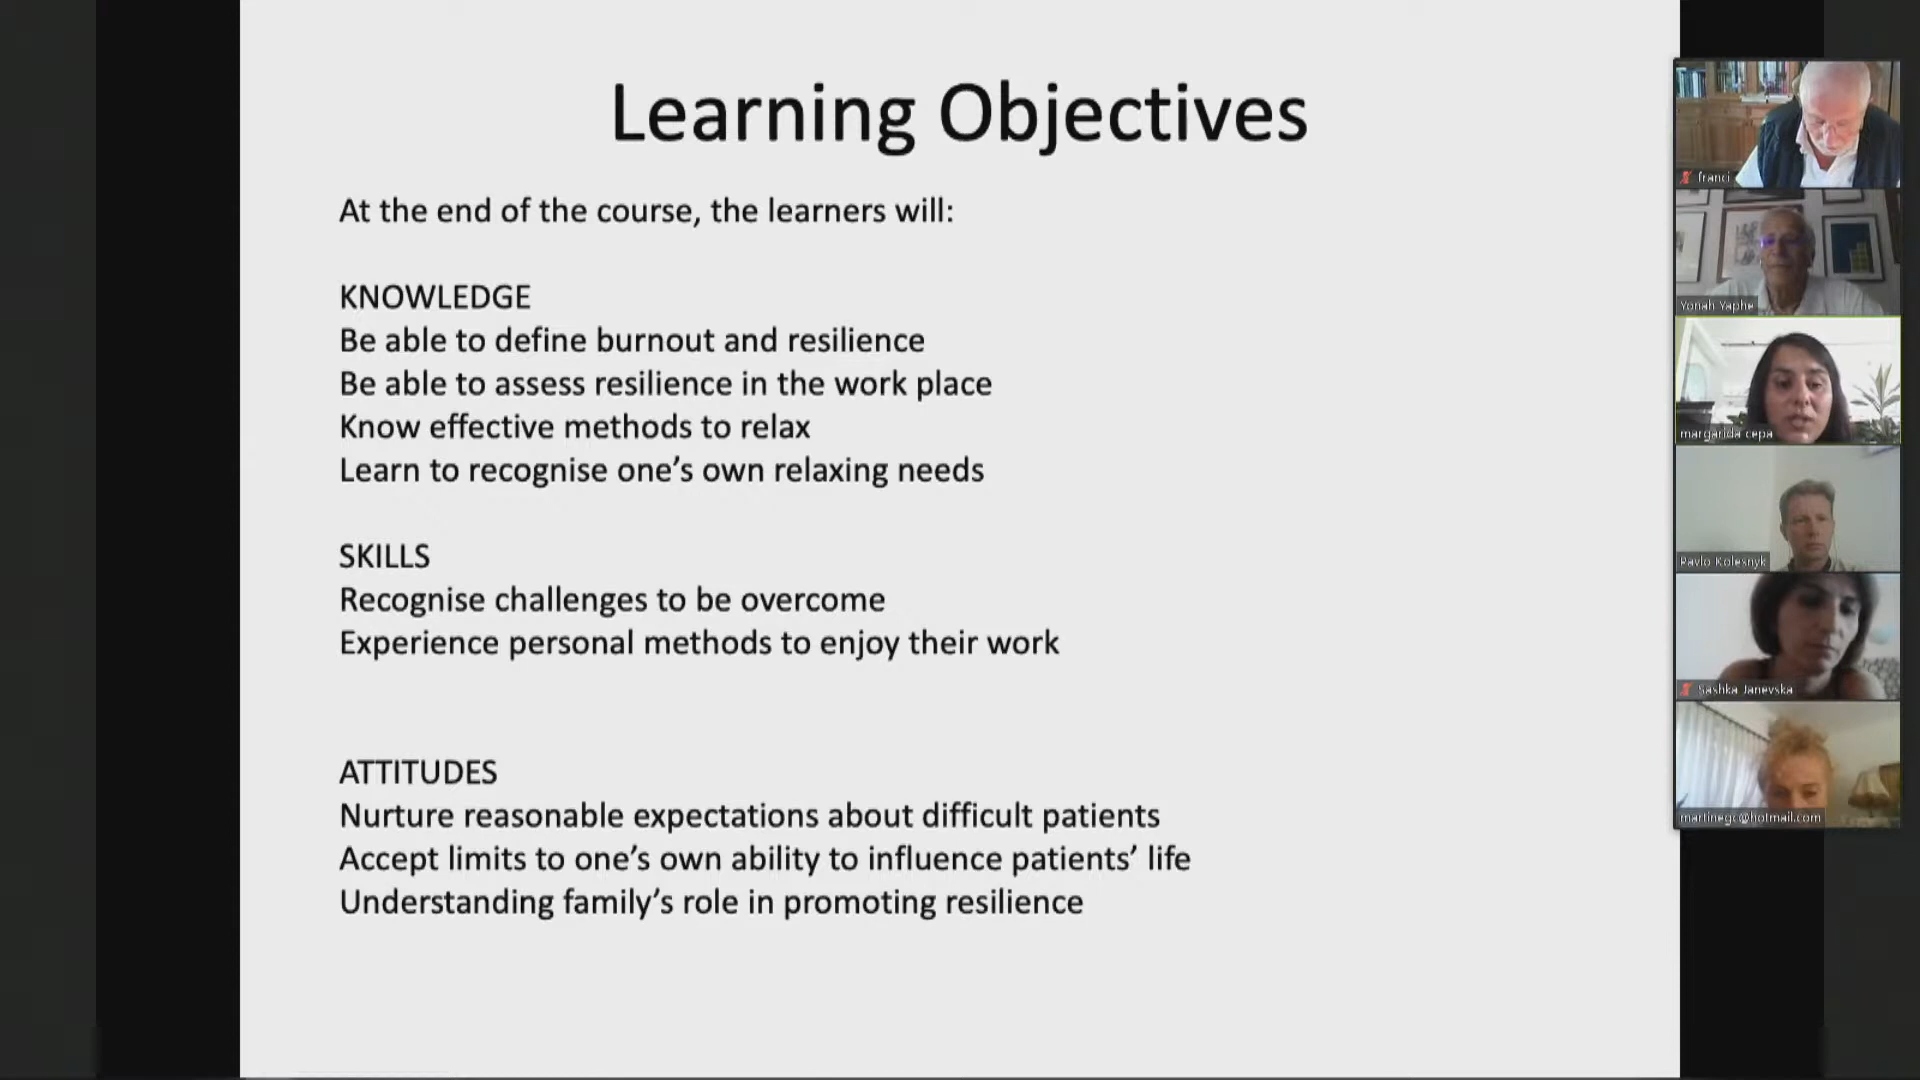 Learning Objectives
At the end of the course, the learners will:
KNOWLEDGE
Be able to define burnout and resilience
Be able to assess resilience in the work place
Know effective methods to relax
Learn to recognise one’s own relaxing needs
SKILLS
Recognise challenges to be overcome
Experience personal methods to enjoy their work
ATTITUDES
Nurture reasonable expectations about difficult patients
Accept limits to one’s own ability to influence patients’ life
Understanding family’s role in promoting resilience
franci
Yonah Yaphe
margarida cepa
Pavlo Kolesnyk
Sashka Janevska
martinegc@hotmail.com